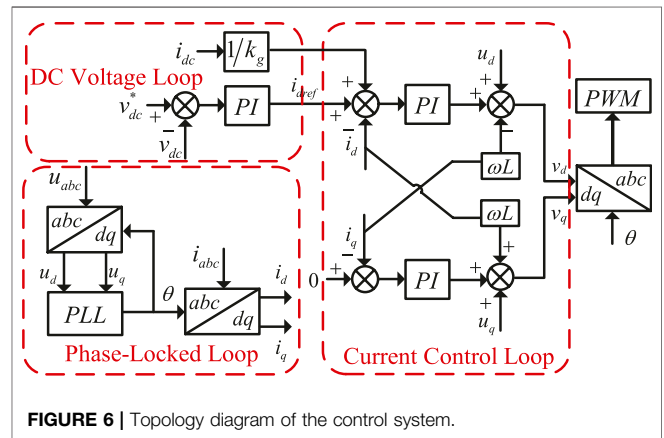 i_dc
1/k_g
u_d
DC Voltage Loop
i_dref
+
+
+
+
PWM
v*_dc
+
PI
PI
−
v_dc
−
i_d
−
ωL
v_d
abc
dq
u_abc
ωL
v_q
abc
dq
i_q
+
θ
i_abc
−
0
+
PI
+
u_d
u_q
i_d
PLL
θ
abc
dq
+
u_q
i_q
Phase-Locked Loop
Current Control Loop
FIGURE 6 | Topology diagram of the control system.